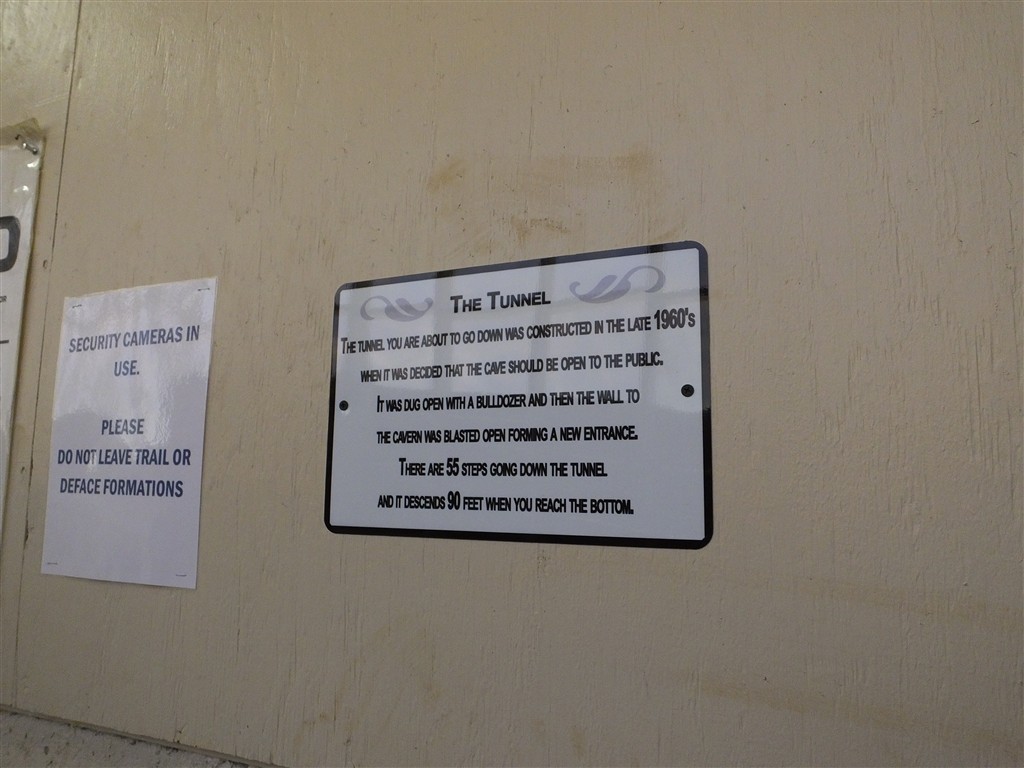 SECURITY CAMERAS IN
USE.
PLEASE
DO NOT LEAVE TRAIL OR
DEFACE FORMATIONS
THE TUNNEL
THE TUNNEL YOU ARE ABOUT TO GO DOWN WAS CONSTRUCTED IN THE LATE 1960's
WHEN IT WAS DECIDED THAT THE CAVE SHOULD BE OPEN TO THE PUBLIC.
IT WAS DUG OPEN WITH A BULLDOZER AND THEN THE WALL TO
THE CAVERN WAS BLASTED OPEN FORMING A NEW ENTRANCE.
THERE ARE 55 STEPS GOING DOWN THE TUNNEL
AND IT DESCENDS 90 FEET WHEN YOU REACH THE BOTTOM.